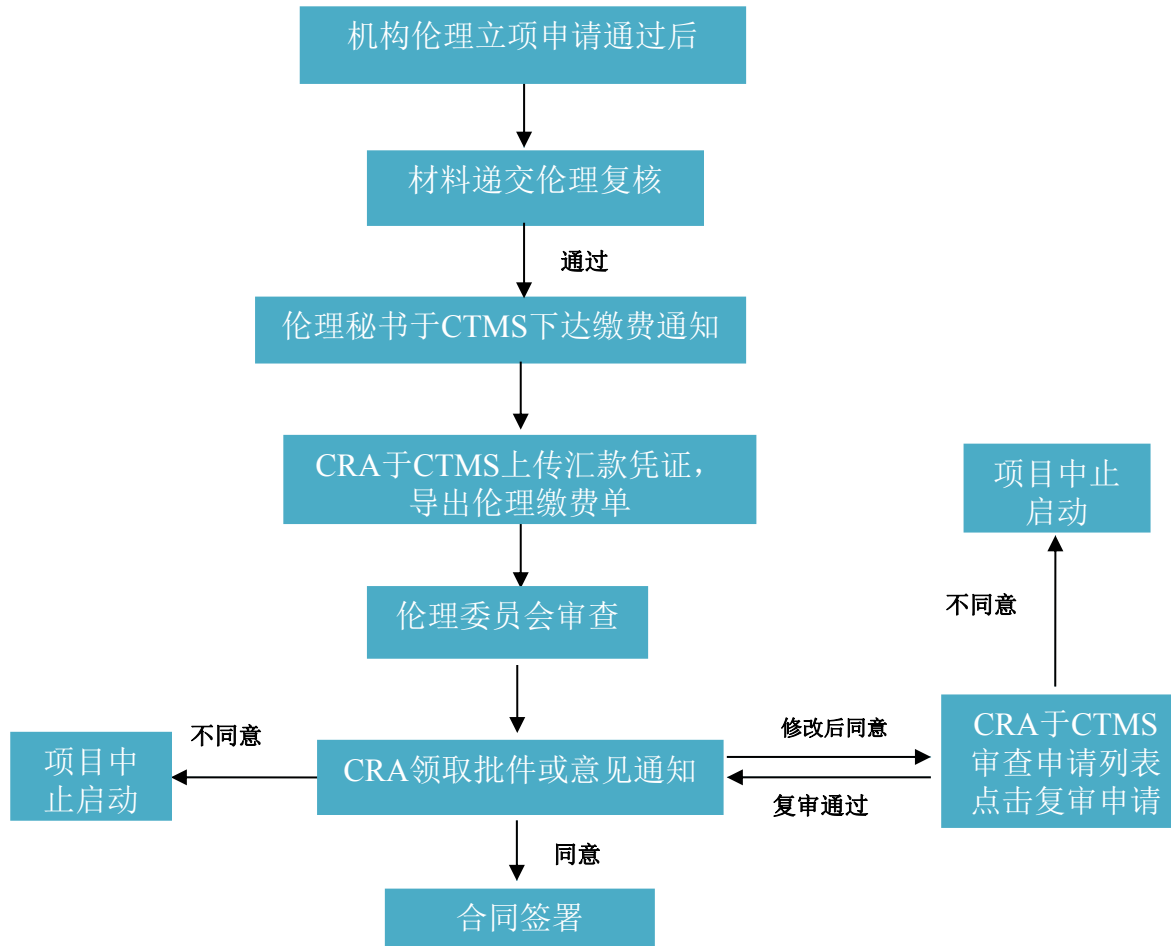 机构伦理立项申请通过后
材料递交伦理复核
通过
伦理秘书于CTMS下达缴费通知
CRA于CTMS上传汇款凭证，
导出伦理缴费单
项目中止
启动
伦理委员会审查
不同意
不同意
项目中
止启动
CRA领取批件或意见通知
修改后同意
复审通过
CRA于CTMS
审查申请列表
点击复审申请
同意
合同签署